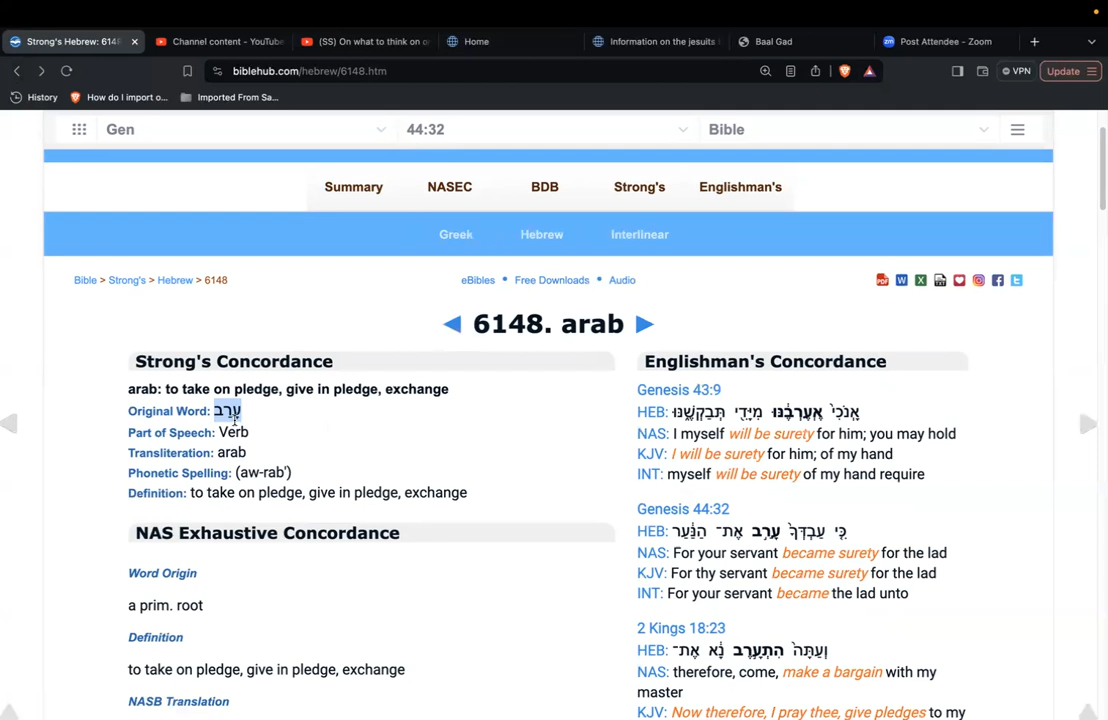 Strong's Hebrew: 6148
Channel content - YouTube
(SS) On what to think on o
Home
Information on the jesuits
Baal Gad
Post Attendee - Zoom
biblehub.com/hebrew/6148.htm
VPN
Update
History
How do I import o...
Imported From Sa...
Gen
44:32
Bible
Summary
NASEC
BDB
Strong's
Englishman's
Greek
Hebrew
Interlinear
Bible > Strong's > Hebrew > 6148
eBibles • Free Downloads • Audio
◄ 6148. arab ►
Strong's Concordance
arab: to take on pledge, give in pledge, exchange
Original Word: עָרַב
Part of Speech: Verb
Transliteration: arab
Phonetic Spelling: (aw-rab')
Definition: to take on pledge, give in pledge, exchange
NAS Exhaustive Concordance
Word Origin
a prim. root
Definition
to take on pledge, give in pledge, exchange
NASB Translation
Englishman's Concordance
Genesis 43:9
HEB: אָֽנֹכִי֙ אֶֽעֶרְבֶ֔נּוּ מִיָּדִ֖י תְּבַקְשֶׁ֑נּוּ
NAS: I myself will be surety for him; you may hold
KJV: I will be surety for him; of my hand
INT: myself will be surety of my hand require
Genesis 44:32
HEB: כִּ֤י עַבְדְּךָ֙ עָרַ֣ב אֶת־ הַנַּ֔עַר
NAS: For your servant became surety for the lad
KJV: For thy servant became surety for the lad
INT: For your servant became the lad unto
2 Kings 18:23
HEB: וְעַתָּה֙ הִתְעָ֣רֶב נָ֔א אֶת־
NAS: therefore, come, make a bargain with my
master
KJV: Now therefore, I pray thee, give pledges to my